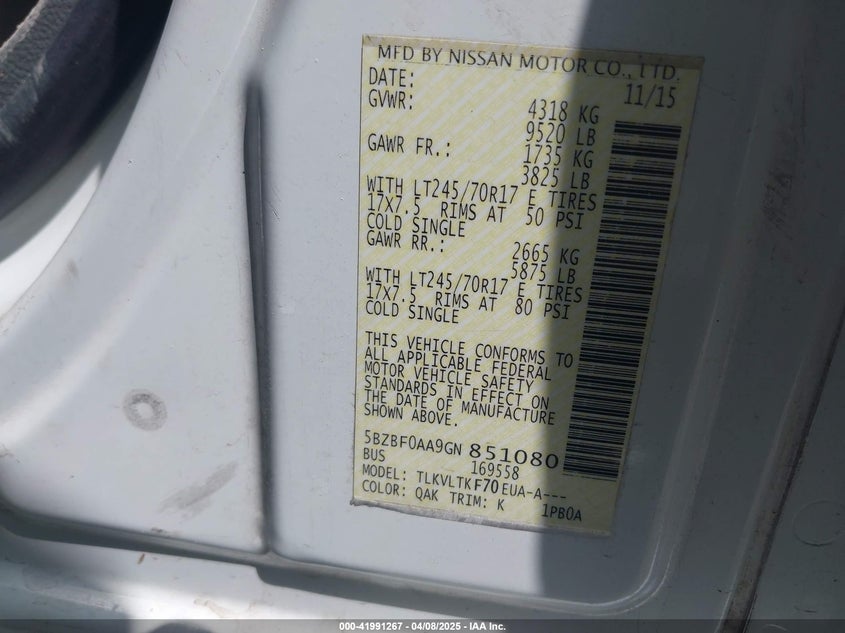 MFD BY NISSAN MOTOR CO., LTD.
DATE: 11/15
GVWR: 4318 KG
9520 LB
GAWR FR.: 1735 KG
3825 LB
WITH LT245/70R17 E TIRES
17X7.5 RIMS AT 50 PSI
COLD SINGLE
GAWR RR.: 2665 KG
5875 LB
WITH LT245/70R17 E TIRES
17X7.5 RIMS AT 80 PSI
COLD SINGLE
THIS VEHICLE CONFORMS TO
ALL APPLICABLE FEDERAL
MOTOR VEHICLE SAFETY
STANDARDS IN EFFECT ON
THE DATE OF MANUFACTURE
SHOWN ABOVE.
5BZBF0AA9GN851080
BUS 169558
MODEL: TLKVLTKF70EUA-A---
COLOR: QAK TRIM: K 1PB0A
000-41991267 - 04/08/2025 - IAA Inc.